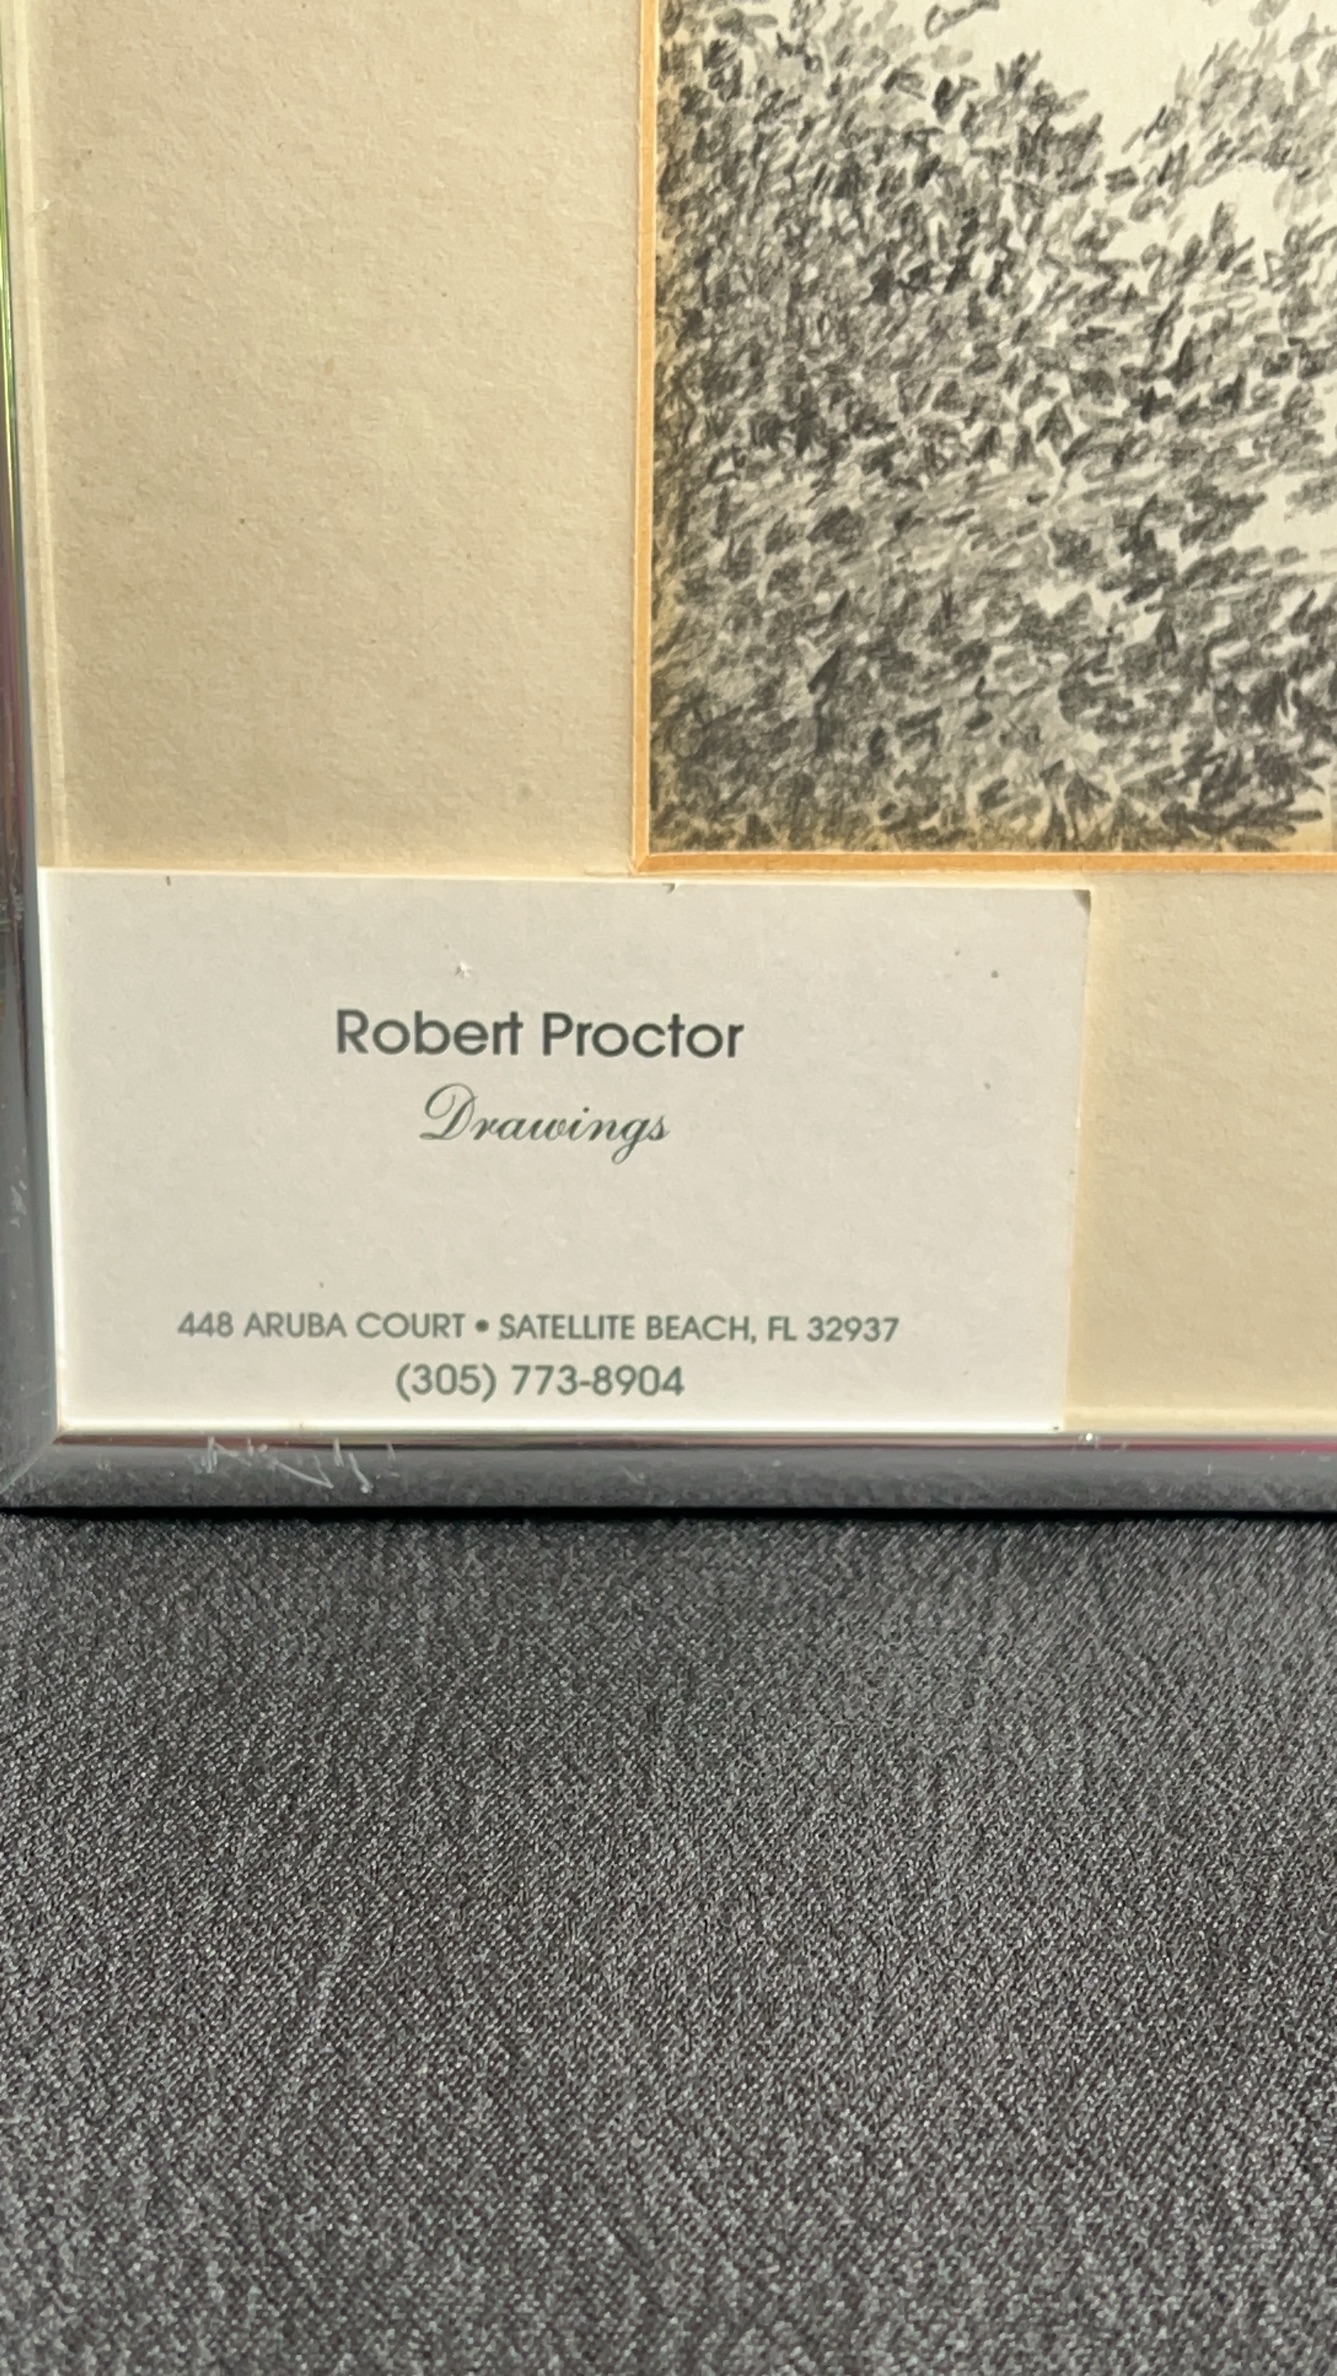 Robert Proctor
Drawings
448 ARUBA COURT • SATELLITE BEACH, FL 32937
(305) 773-8904